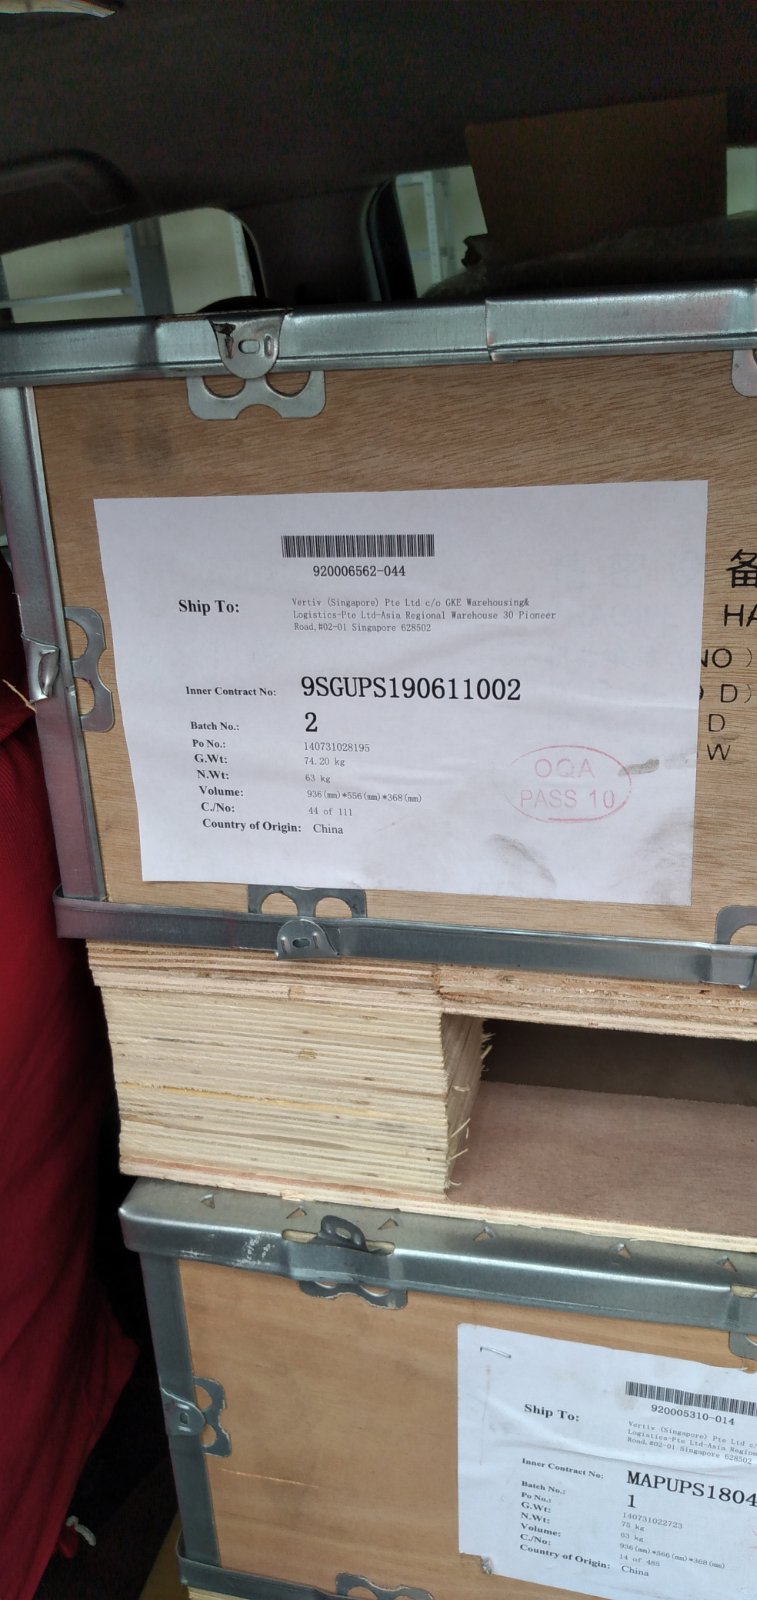 920006562-044
Ship To: Vertiv (Singapore) Pte Ltd c/o GKE Warehousing&
Logistics-Pte Ltd-Asia Regional Warehouse 30 Pioneer
Road,#02-01 Singapore 628502
Inner Contract No: 9SGUPS190611002
Batch No.: 2
Po No.: 140731028195
G.Wt: 74.20 kg
N.Wt: 63 kg
Volume: 936(mm)*556(mm)*368(mm)
C./No: 44 of 111
Country of Origin: China
OQA
PASS 10
备
HA
NO)
D)
D
W
920005310-014
Ship To: Vertiv (Singapore) Pte Ltd
Logistics-Pte Ltd-Asia
Road,#02-01 Singapore 628502
Inner Contract No: MAPUPS1804
Batch No.: 1
Po No.: 140731022723
G.Wt: 75 kg
N.Wt: 63 kg
Volume: 936(mm)*566(mm)*368(mm)
C./No: 14 of 485
Country of Origin: China